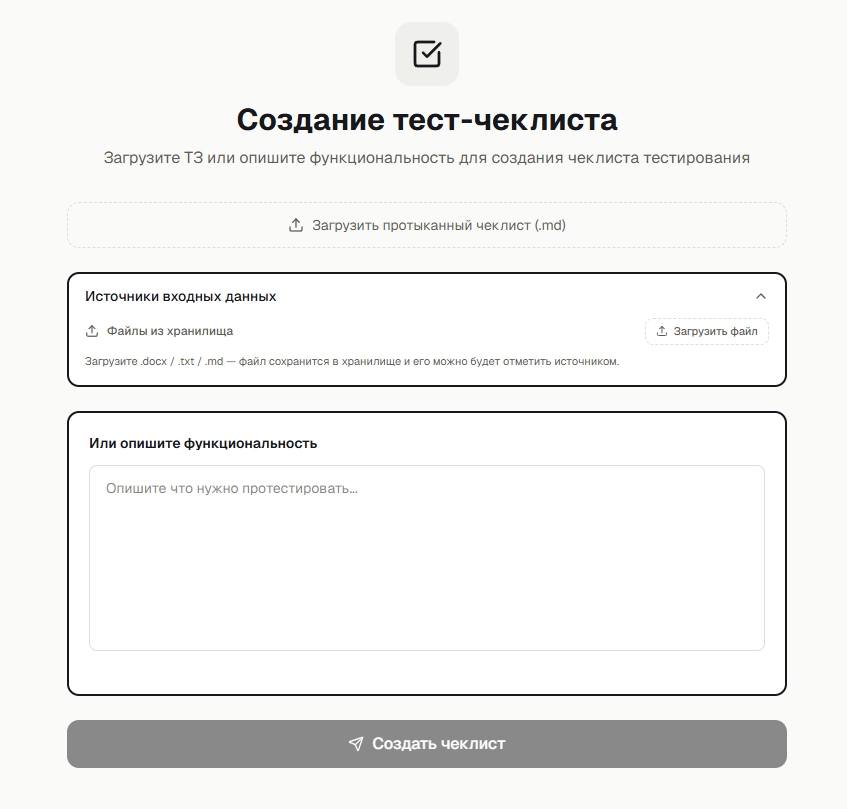 Создание тест-чеклиста
Загрузите ТЗ или опишите функциональность для создания чеклиста тестирования
Загрузить протыканный чеклист (.md)
Источники входных данных
Файлы из хранилища
Загрузить файл
Загрузите .docx / .txt / .md — файл сохранится в хранилище и его можно будет отметить источником.
Или опишите функциональность
Опишите что нужно протестировать...
Создать чеклист